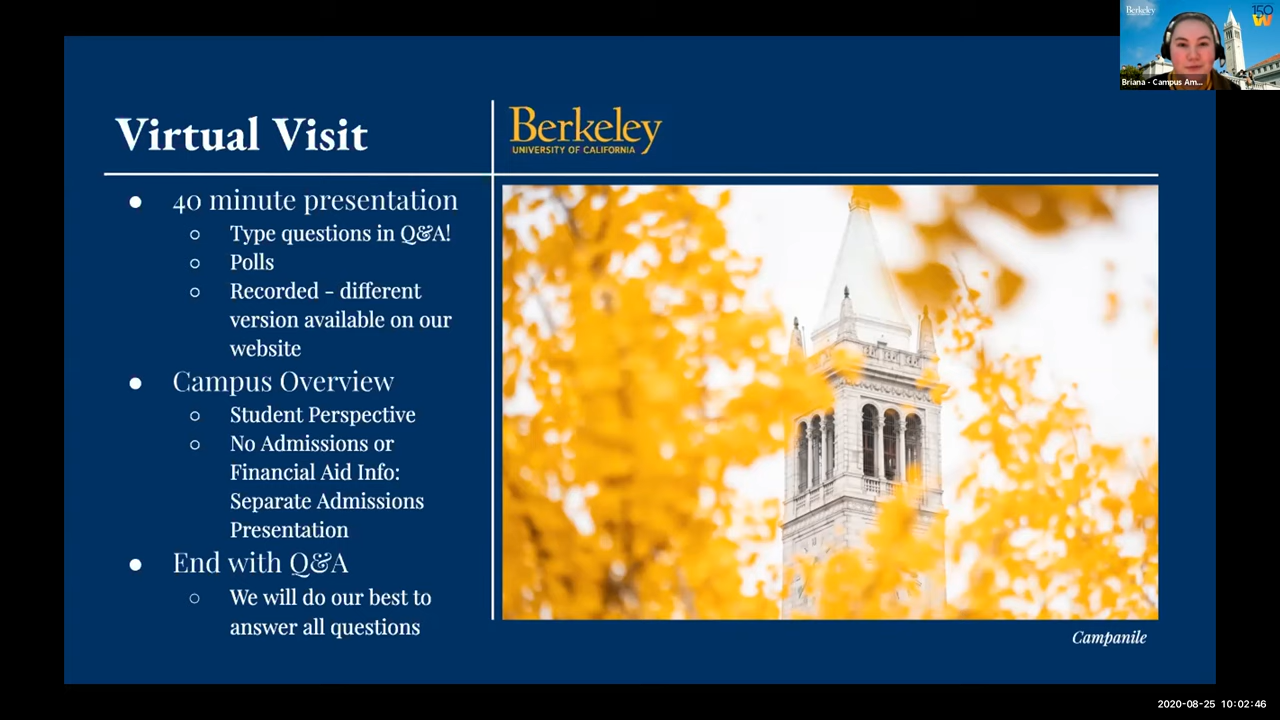 Berkeley
150
W
Briana - Campus Am...
Virtual Visit
Berkeley
UNIVERSITY OF CALIFORNIA
● 40 minute presentation
○ Type questions in Q&A!
○ Polls
○ Recorded - different
version available on our
website
● Campus Overview
○ Student Perspective
○ No Admissions or
Financial Aid Info:
Separate Admissions
Presentation
● End with Q&A
○ We will do our best to
answer all questions
Campanile
2020-08-25 10:02:46